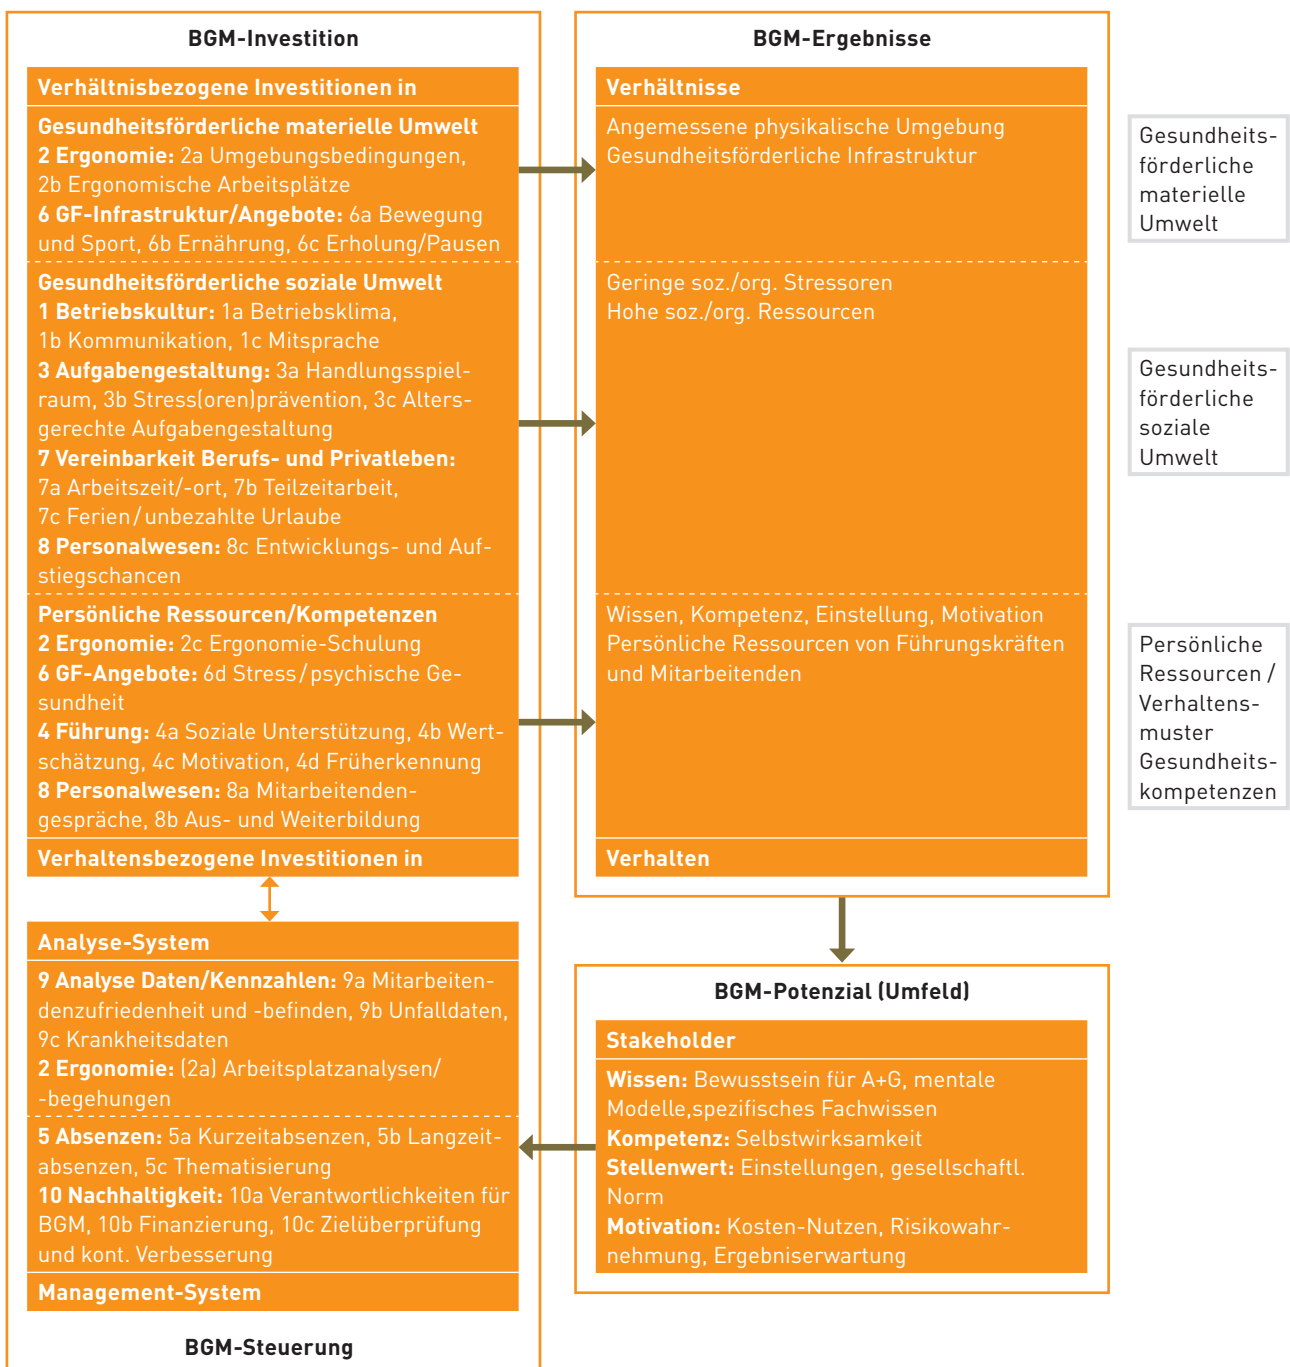 BGM-Investition
Verhältnisbezogene Investitionen in
Gesundheitsförderliche materielle Umwelt
2 Ergonomie: 2a Umgebungsbedingungen,
2b Ergonomische Arbeitsplätze
6 GF-Infrastruktur/Angebote: 6a Bewegung
und Sport, 6b Ernährung, 6c Erholung/Pausen
Gesundheitsförderliche soziale Umwelt
1 Betriebskultur: 1a Betriebsklima,
1b Kommunikation, 1c Mitsprache
3 Aufgabengestaltung: 3a Handlungsspiel-
raum, 3b Stress(oren)prävention, 3c Alters-
gerechte Aufgabengestaltung
7 Vereinbarkeit Berufs- und Privatleben:
7a Arbeitszeit/-ort, 7b Teilzeitarbeit,
7c Ferien/unbezahlte Urlaube
8 Personalwesen: 8c Entwicklungs- und Auf-
stiegschancen
Persönliche Ressourcen/Kompetenzen
2 Ergonomie: 2c Ergonomie-Schulung
6 GF-Angebote: 6d Stress/psychische Ge-
sundheit
4 Führung: 4a Soziale Unterstützung, 4b Wert-
schätzung, 4c Motivation, 4d Früherkennung
8 Personalwesen: 8a Mitarbeitenden-
gespräche, 8b Aus- und Weiterbildung
Verhaltensbezogene Investitionen in
Analyse-System
9 Analyse Daten/Kennzahlen: 9a Mitarbeiten-
denzufriedenheit und -befinden, 9b Unfalldaten,
9c Krankheitsdaten
2 Ergonomie: (2a) Arbeitsplatzanalysen/
-begehungen
5 Absenzen: 5a Kurzeitabsenzen, 5b Langzeit-
absenzen, 5c Thematisierung
10 Nachhaltigkeit: 10a Verantwortlichkeiten für
BGM, 10b Finanzierung, 10c Zielüberprüfung
und kont. Verbesserung
Management-System
BGM-Steuerung
BGM-Ergebnisse
Verhältnisse
Angemessene physikalische Umgebung
Gesundheitsförderliche Infrastruktur
Geringe soz./org. Stressoren
Hohe soz./org. Ressourcen
Wissen, Kompetenz, Einstellung, Motivation
Persönliche Ressourcen von Führungskräften
und Mitarbeitenden
Verhalten
BGM-Potenzial (Umfeld)
Stakeholder
Wissen: Bewusstsein für A+G, mentale
Modelle,spezifisches Fachwissen
Kompetenz: Selbstwirksamkeit
Stellenwert: Einstellungen, gesellschaftl.
Norm
Motivation: Kosten-Nutzen, Risikowahr-
nehmung, Ergebniserwartung
Gesundheits-
förderliche
materielle
Umwelt
Gesundheits-
förderliche
soziale
Umwelt
Persönliche
Ressourcen /
Verhaltens-
muster
Gesundheits-
kompetenzen